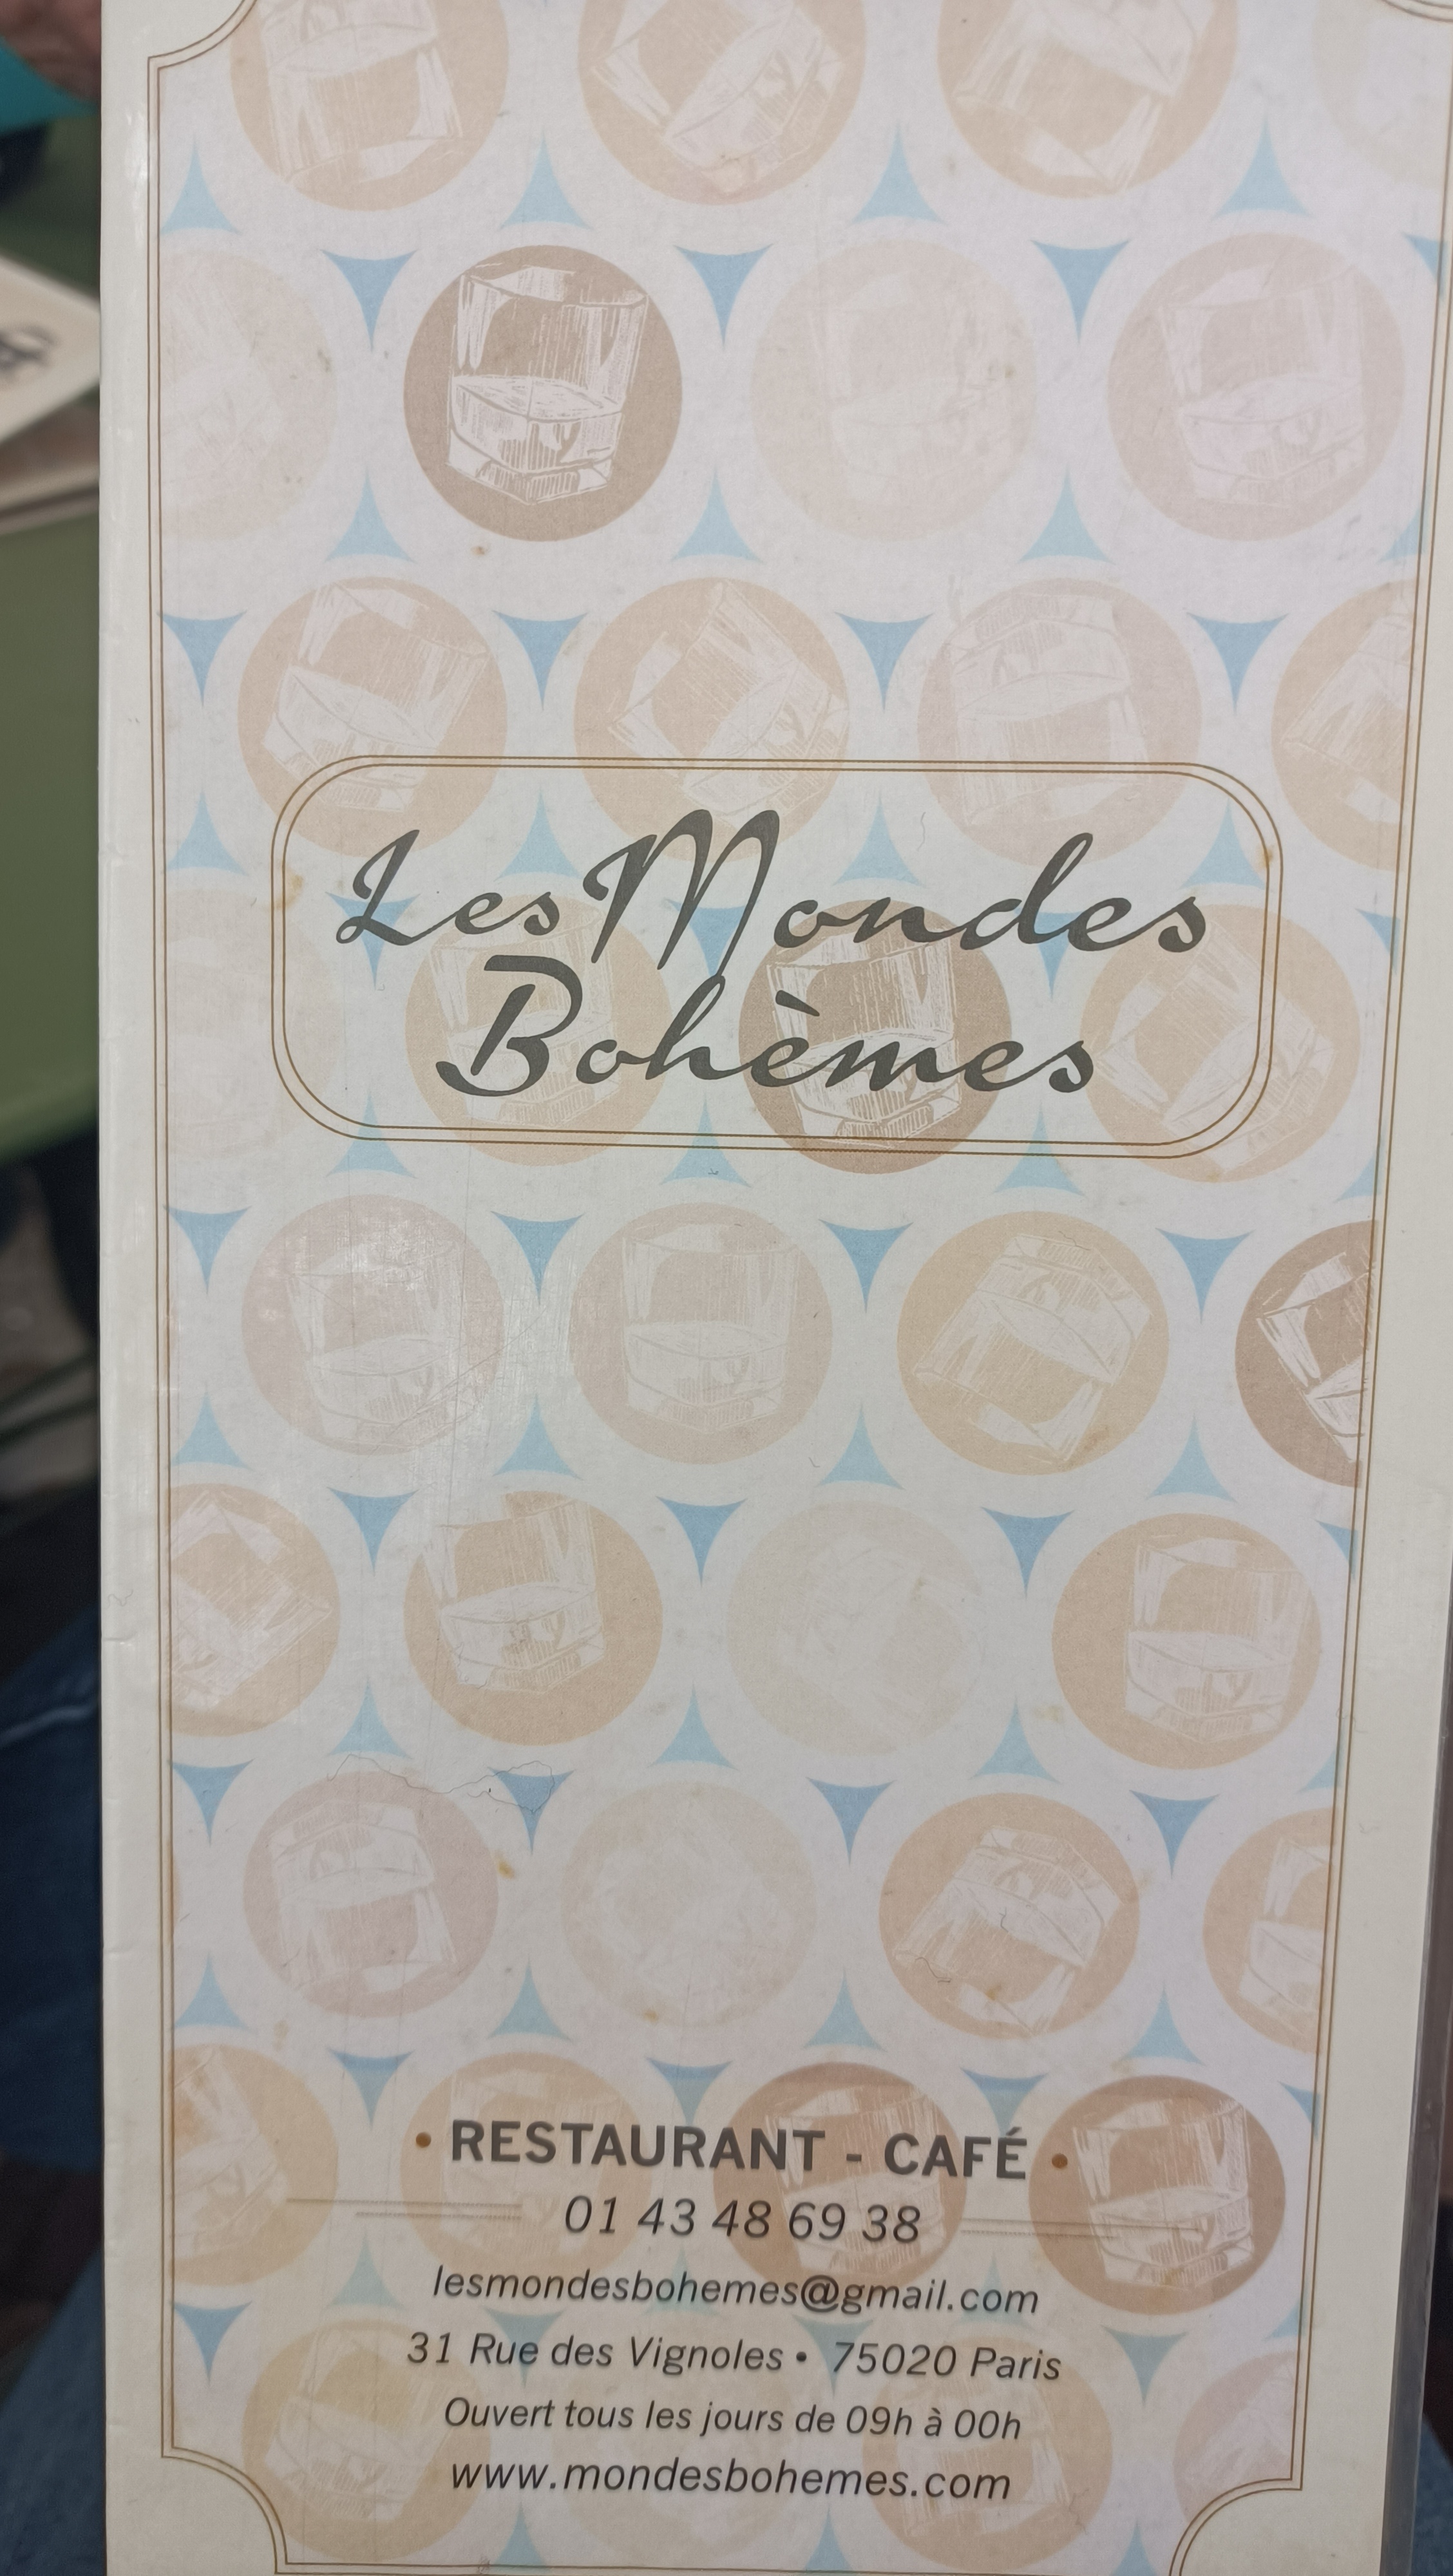 Les Mondes
Bohèmes
• RESTAURANT - CAFÉ •
01 43 48 69 38
lesmondesbohemes@gmail.com
31 Rue des Vignoles • 75020 Paris
Ouvert tous les jours de 09h à 00h
www.mondesbohemes.com